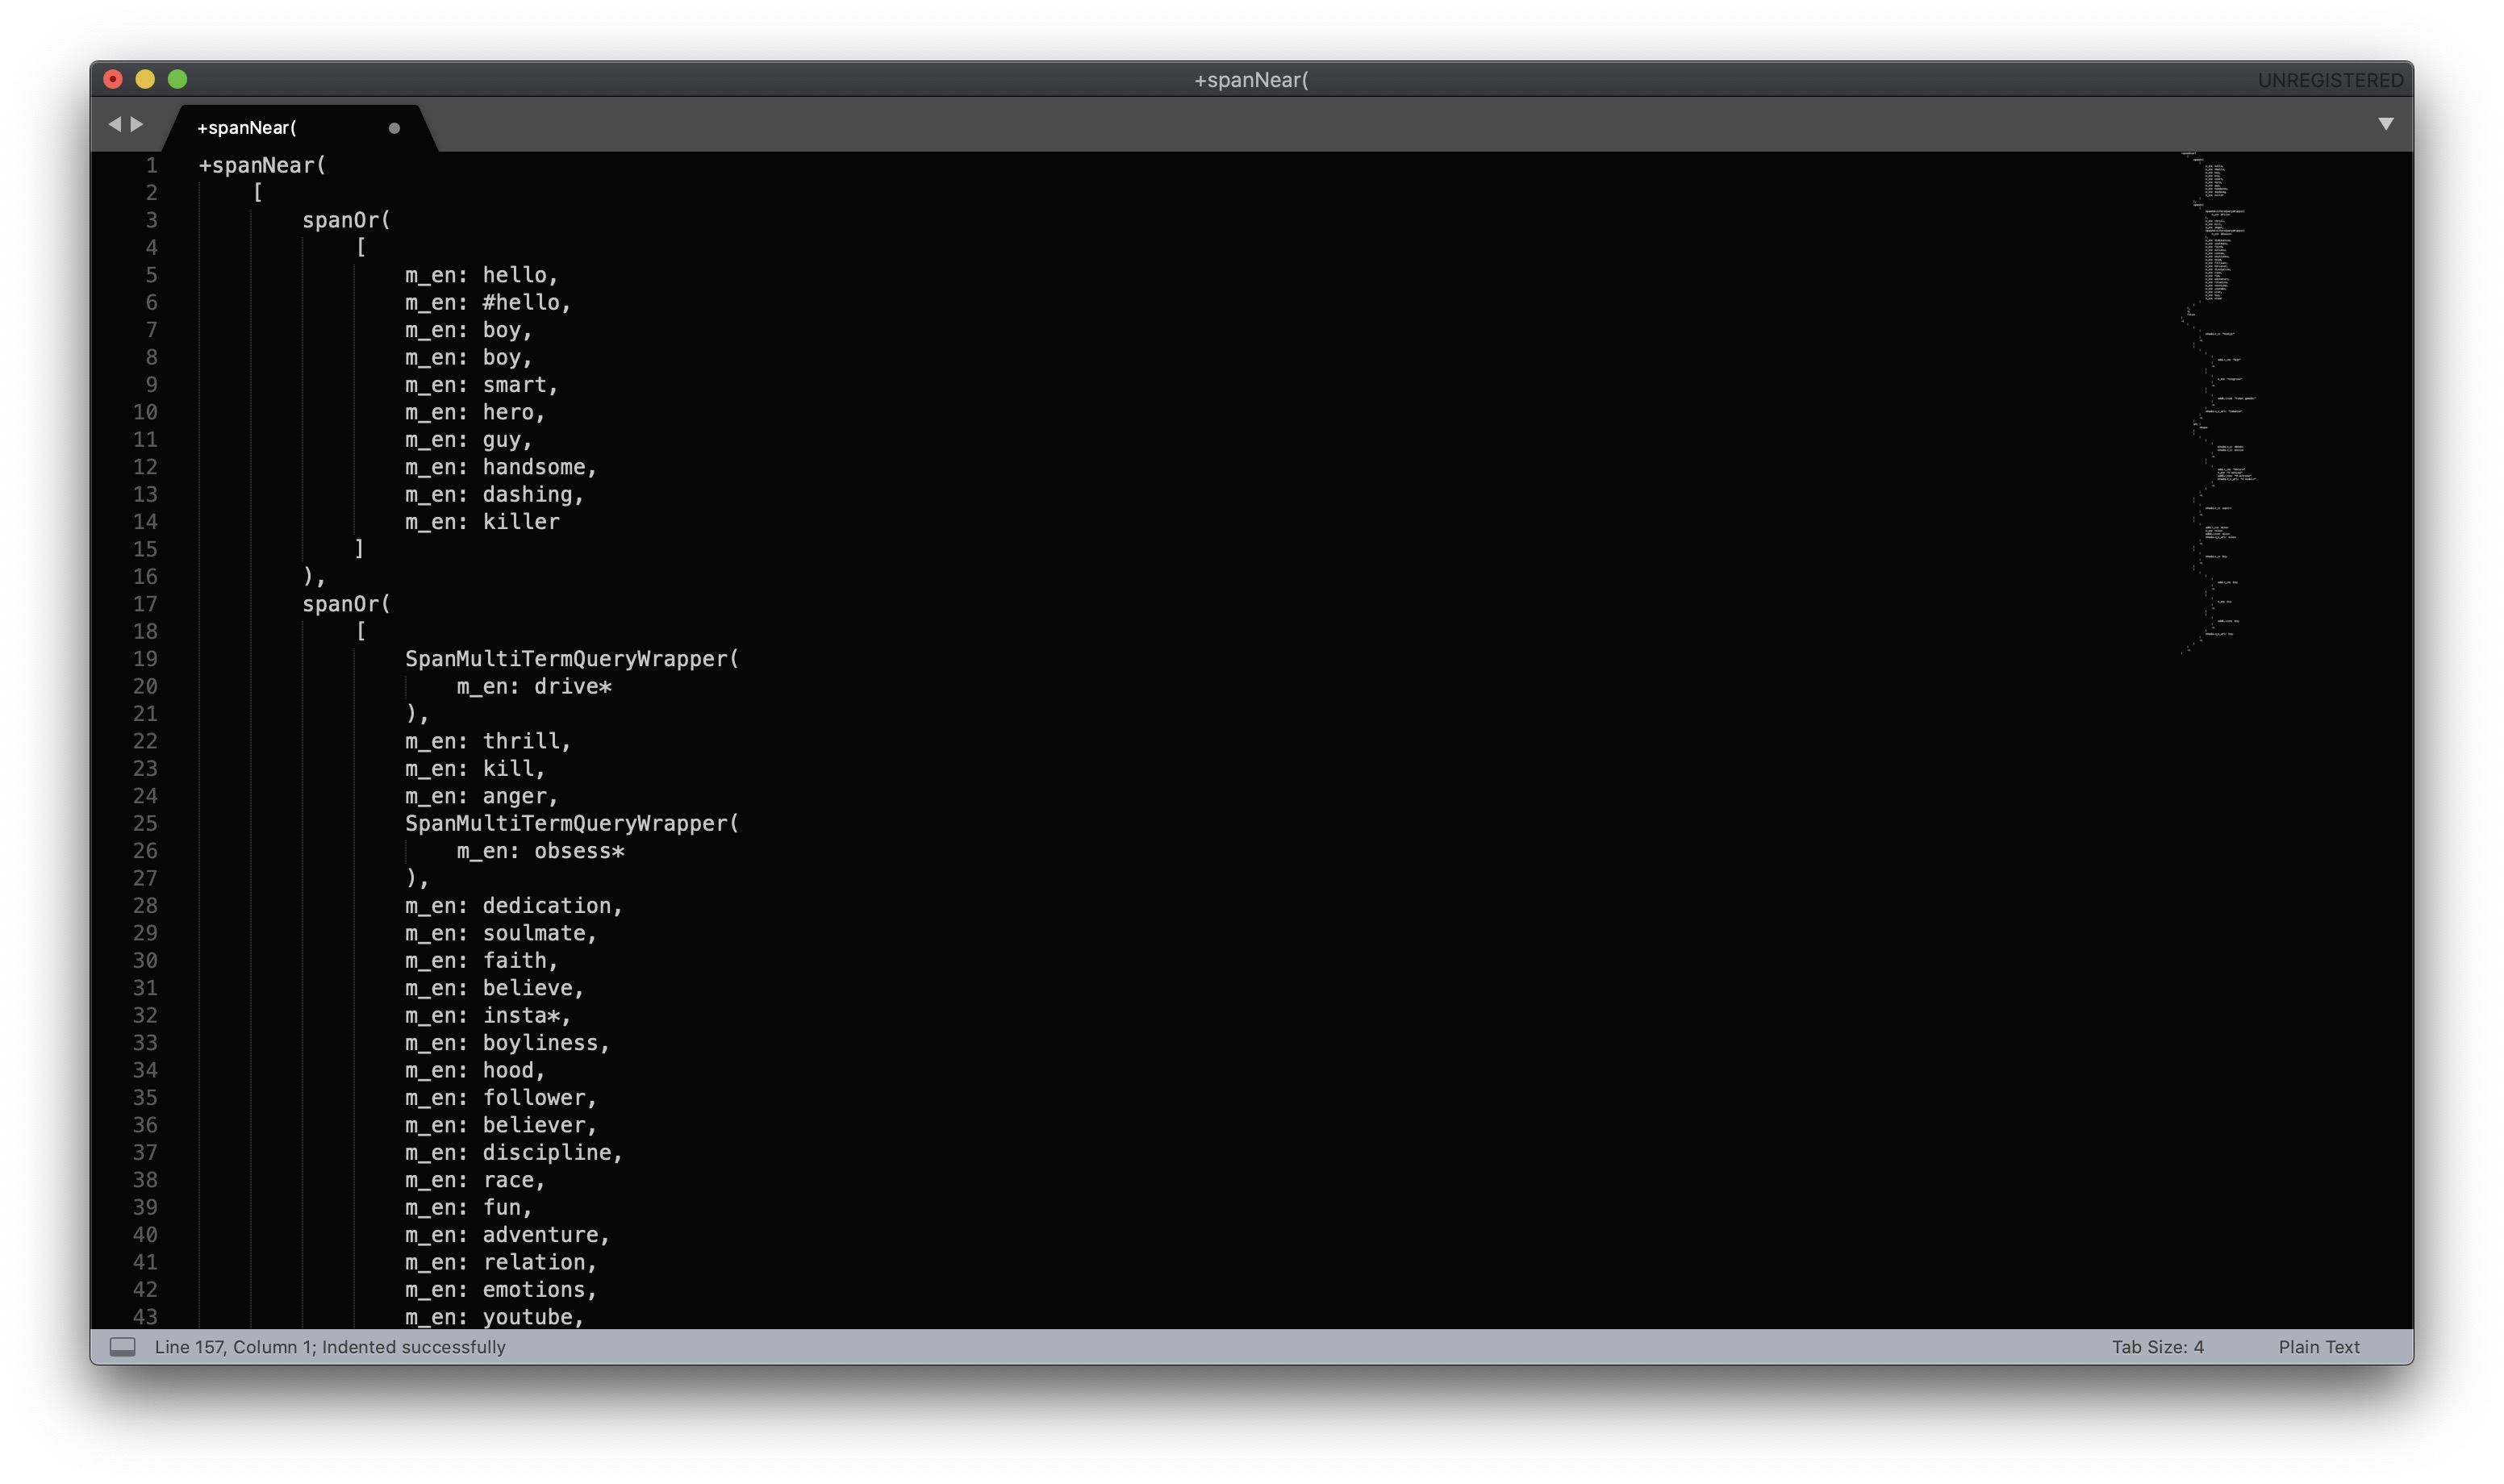 +spanNear(
UNREGISTERED
+spanNear(
1 +spanNear(
2 [
3 spanOr(
4 [
5 m_en: hello,
6 m_en: #hello,
7 m_en: boy,
8 m_en: boy,
9 m_en: smart,
10 m_en: hero,
11 m_en: guy,
12 m_en: handsome,
13 m_en: dashing,
14 m_en: killer
15 ]
16 ),
17 spanOr(
18 [
19 SpanMultiTermQueryWrapper(
20 m_en: drive*
21 ),
22 m_en: thrill,
23 m_en: kill,
24 m_en: anger,
25 SpanMultiTermQueryWrapper(
26 m_en: obsess*
27 ),
28 m_en: dedication,
29 m_en: soulmate,
30 m_en: faith,
31 m_en: believe,
32 m_en: insta*,
33 m_en: boyliness,
34 m_en: hood,
35 m_en: follower,
36 m_en: believer,
37 m_en: discipline,
38 m_en: race,
39 m_en: fun,
40 m_en: adventure,
41 m_en: relation,
42 m_en: emotions,
43 m_en: youtube,
Line 157, Column 1; Indented successfully
Tab Size: 4
Plain Text